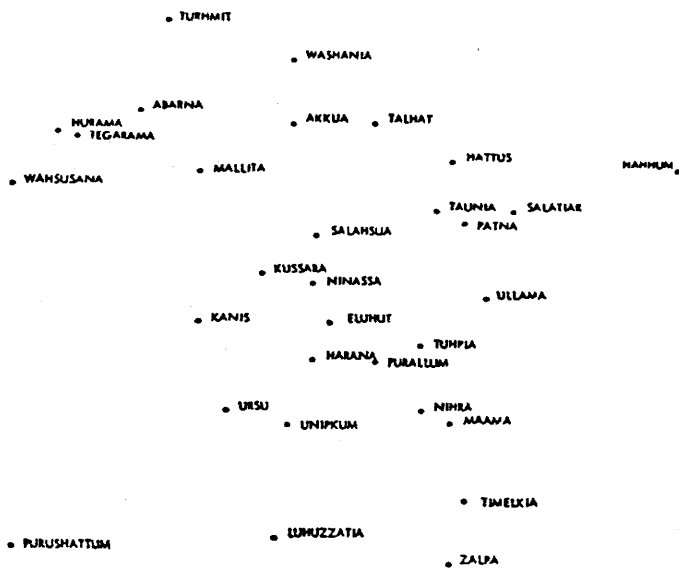 TURHMIT
WASHANIA
ABARNA
AKKUA
TALHAT
HURAMA
TEGARAMA
HATTUS
HAHHUM
MALLITA
WAHSUSANA
TAUNIA
SALATIAR
PATNA
SALAHSUA
KUSSARA
NINASSA
ULLAMA
KANIS
ELUHUT
TUHPIA
HARANA
PURALLUM
URSU
NIHRA
UNIPKUM
MAAMA
TIMELKIA
LUHUZZATIA
PURUSHATTUM
ZALPA